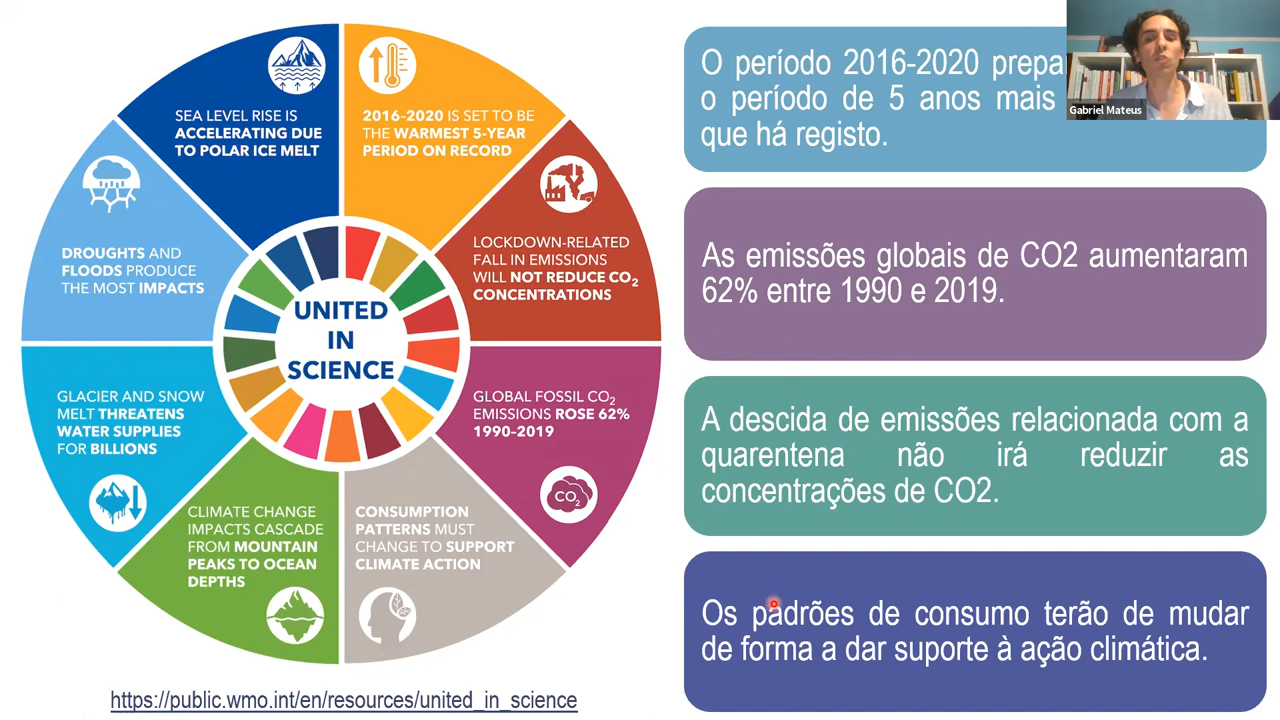 SEA LEVEL RISE IS
ACCELERATING DUE
TO POLAR ICE MELT
2016-2020 IS SET TO BE
THE WARMEST 5-YEAR
PERIOD ON RECORD
LOCKDOWN-RELATED
FALL IN EMISSIONS
WILL NOT REDUCE CO₂
CONCENTRATIONS
GLOBAL FOSSIL CO₂
EMISSIONS ROSE 62%
1990-2019
CO₂
CONSUMPTION
PATTERNS MUST
CHANGE TO SUPPORT
CLIMATE ACTION
CLIMATE CHANGE
IMPACTS CASCADE
FROM MOUNTAIN
PEAKS TO OCEAN
DEPTHS
GLACIER AND SNOW
MELT THREATENS
WATER SUPPLIES
FOR BILLIONS
DROUGHTS AND
FLOODS PRODUCE
THE MOST IMPACTS
UNITED
IN
SCIENCE
https://public.wmo.int/en/resources/united_in_science
O período 2016-2020 prepa
o período de 5 anos mais
que há registo.
Gabriel Mateus
As emissões globais de CO2 aumentaram
62% entre 1990 e 2019.
A descida de emissões relacionada com a
quarentena não irá reduzir as
concentrações de CO2.
Os padrões de consumo terão de mudar
de forma a dar suporte à ação climática.